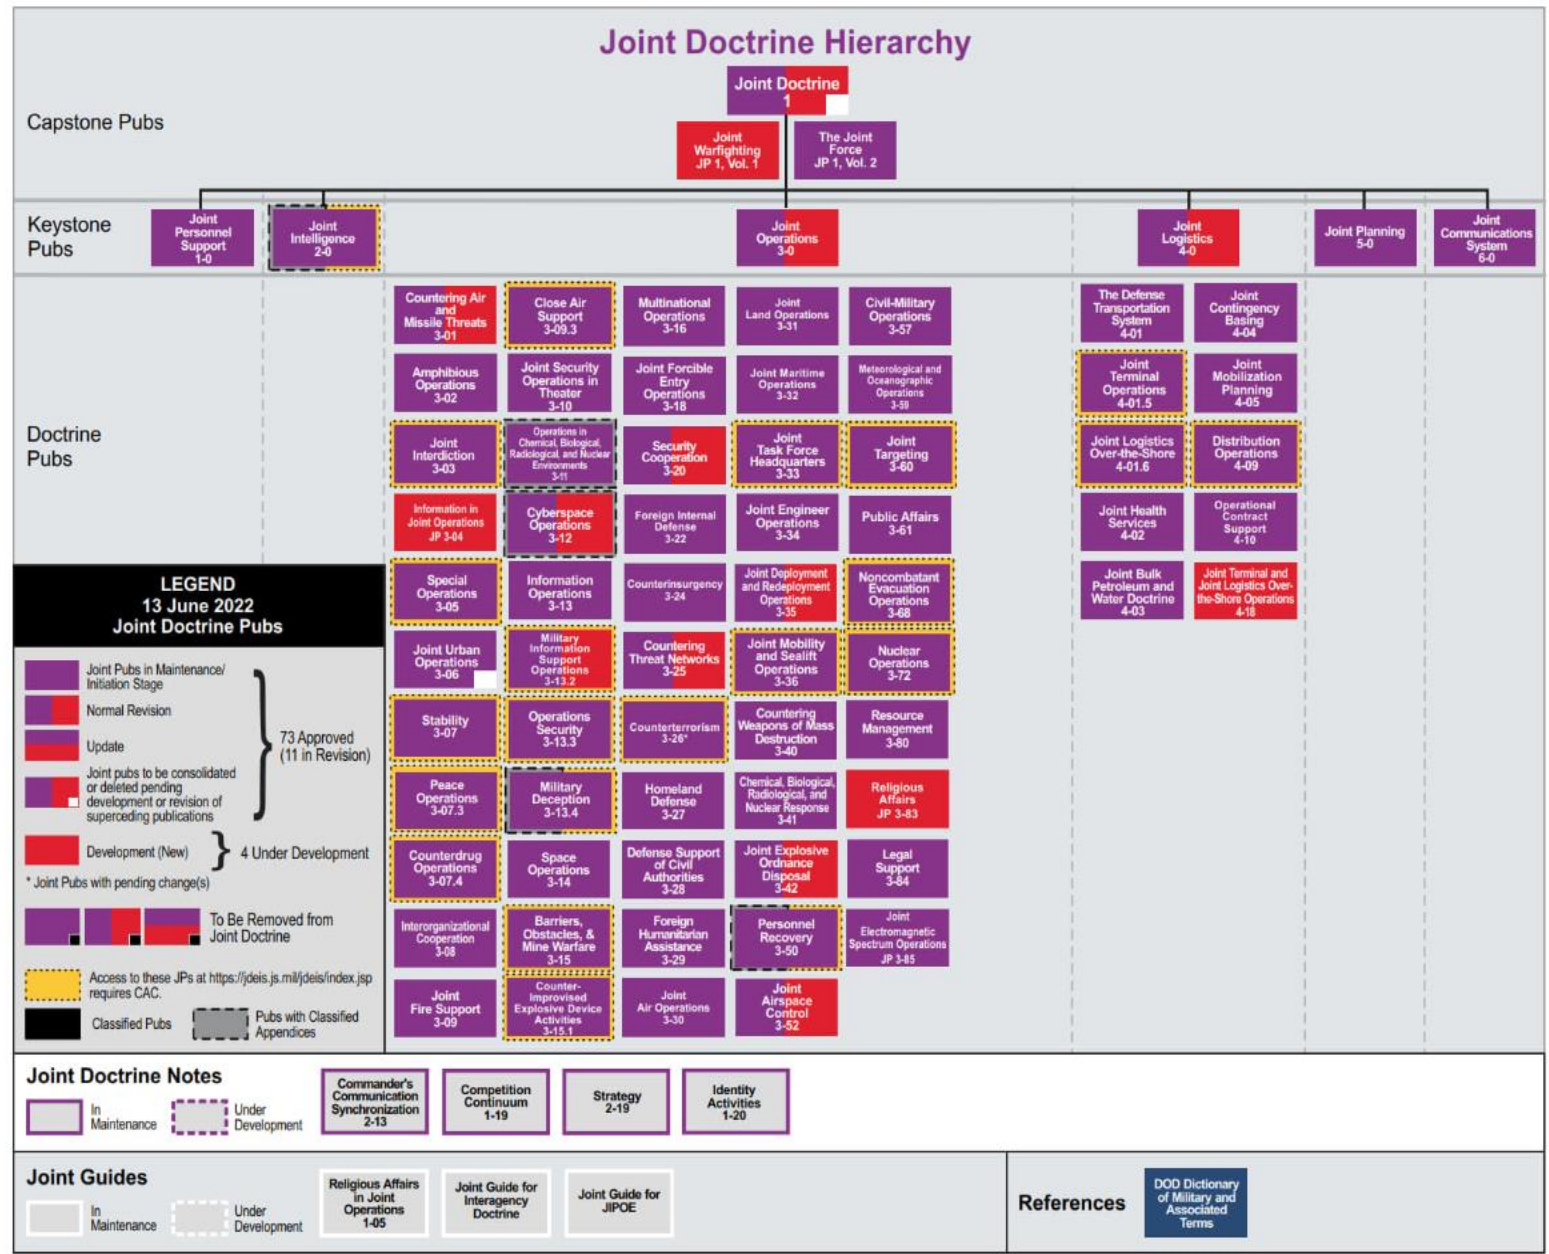 Joint Doctrine Hierarchy
Capstone Pubs
Joint Doctrine
1
Joint
Warfighting
JP 1, Vol. 1
The Joint
Force
JP 1, Vol. 2
Keystone
Pubs
Joint
Personnel
Support
1-0
Joint
Intelligence
2-0
Joint
Operations
3-0
Joint
Logistics
4-0
Joint Planning
5-0
Joint
Communications
System
6-0
Doctrine
Pubs
Countering Air
and
Missile Threats
3-01
Amphibious
Operations
3-02
Joint
Interdiction
3-03
Information in
Joint Operations
JP 3-04
Special
Operations
3-05
Joint Urban
Operations
3-06
Stability
3-07
Peace
Operations
3-07.3
Counterdrug
Operations
3-07.4
Interorganizational
Cooperation
3-08
Joint
Fire Support
3-09
Close Air
Support
3-09.3
Joint Security
Operations in
Theater
3-10
Operations in
Chemical, Biological,
Radiological, and Nuclear
Environments
3-11
Cyberspace
Operations
3-12
Information
Operations
3-13
Military
Information
Support
Operations
3-13.2
Operations
Security
3-13.3
Military
Deception
3-13.4
Space
Operations
3-14
Barriers,
Obstacles, &
Mine Warfare
3-15
Counter-
Improvised
Explosive Device
Activities
3-15.1
Multinational
Operations
3-16
Joint Forcible
Entry
Operations
3-18
Security
Cooperation
3-20
Foreign Internal
Defense
3-22
Counterinsurgency
3-24
Countering
Threat Networks
3-25
Counterterrorism
3-26*
Homeland
Defense
3-27
Defense Support
of Civil
Authorities
3-28
Foreign
Humanitarian
Assistance
3-29
Joint
Air Operations
3-30
Joint
Land Operations
3-31
Joint Maritime
Operations
3-32
Joint
Task Force
Headquarters
3-33
Joint Engineer
Operations
3-34
Joint Deployment
and Redeployment
Operations
3-35
Joint Mobility
and Sealift
Operations
3-36
Countering
Weapons of Mass
Destruction
3-40
Chemical, Biological,
Radiological, and
Nuclear Response
3-41
Joint Explosive
Ordnance
Disposal
3-42
Personnel
Recovery
3-50
Joint
Airspace
Control
3-52
Civil-Military
Operations
3-57
Meteorological and
Oceanographic
Operations
3-59
Joint
Targeting
3-60
Public Affairs
3-61
Noncombatant
Evacuation
Operations
3-68
Nuclear
Operations
3-72
Resource
Management
3-80
Religious
Affairs
JP 3-83
Legal
Support
3-84
Joint
Electromagnetic
Spectrum Operations
JP 3-85
The Defense
Transportation
System
4-01
Joint
Terminal
Operations
4-01.5
Joint Logistics
Over-the-Shore
4-01.6
Joint Health
Services
4-02
Joint Bulk
Petroleum and
Water Doctrine
4-03
Joint
Contingency
Basing
4-04
Joint
Mobilization
Planning
4-05
Distribution
Operations
4-09
Operational
Contract
Support
4-10
Joint Terminal and
Joint Logistics Over-
the-Shore Operations
4-18
LEGEND
13 June 2022
Joint Doctrine Pubs
Joint Pubs in Maintenance/
Initiation Stage
Normal Revision
Update
Joint pubs to be consolidated
or deleted pending
development or revision of
superceding publications
73 Approved
(11 in Revision)
Development (New)
4 Under Development
* Joint Pubs with pending change(s)
To Be Removed from
Joint Doctrine
Access to these JPs at https://jdeis.js.mil/jdeis/index.jsp
requires CAC.
Classified Pubs
Pubs with Classified
Appendices
Joint Doctrine Notes
In
Maintenance
Under
Development
Commander's
Communication
Synchronization
2-13
Competition
Continuum
1-19
Strategy
2-19
Identity
Activities
1-20
Joint Guides
In
Maintenance
Under
Development
Religious Affairs
in Joint
Operations
1-05
Joint Guide for
Interagency
Doctrine
Joint Guide for
JIPOE
References
DOD Dictionary
of Military and
Associated
Terms